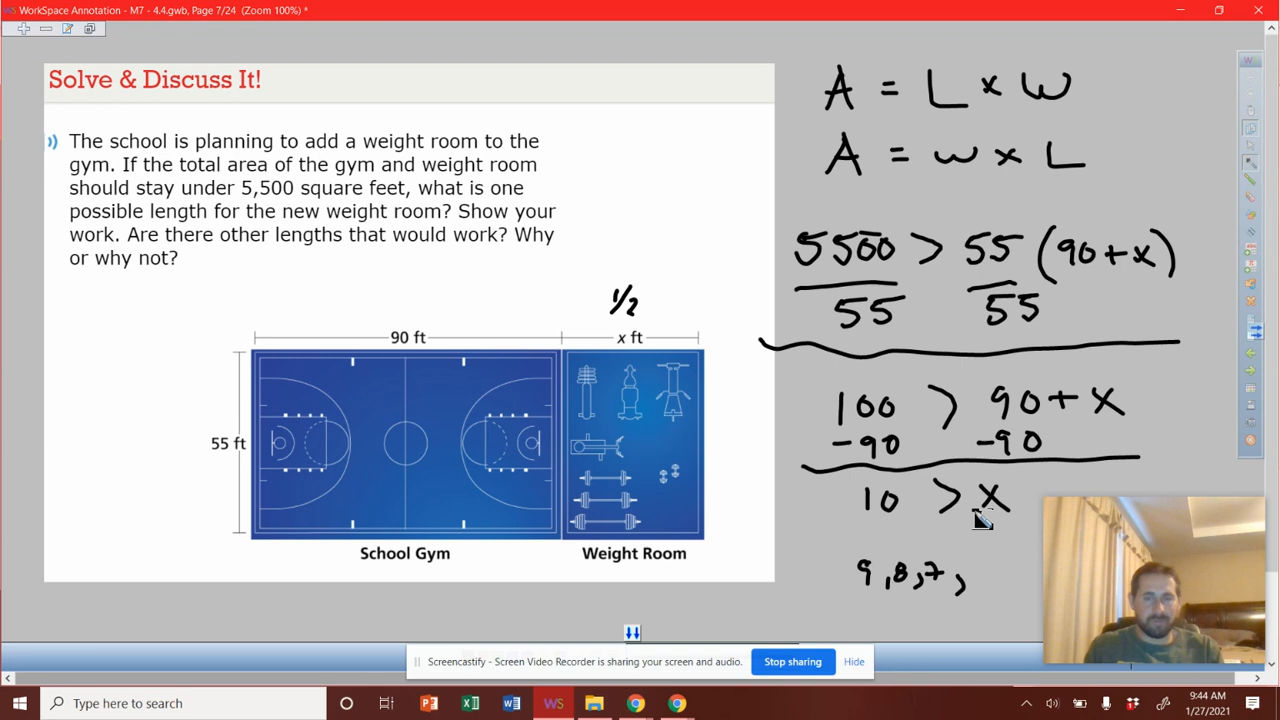 WorkSpace Annotation - M7 - 4.4.gwb, Page 7/24 (Zoom 100%) *
Solve & Discuss It!
The school is planning to add a weight room to the
gym. If the total area of the gym and weight room
should stay under 5,500 square feet, what is one
possible length for the new weight room? Show your
work. Are there other lengths that would work? Why
or why not?
1/2
90 ft
x ft
55 ft
School Gym
Weight Room
A = L x W
A = W x L
5500 > 55 (90+x)
55 55
100 > 90+ x
-90 -90
10 > x
9,8,7,
Screencastify - Screen Video Recorder is sharing your screen and audio.
Stop sharing
Hide
Type here to search
9:44 AM
1/27/2021